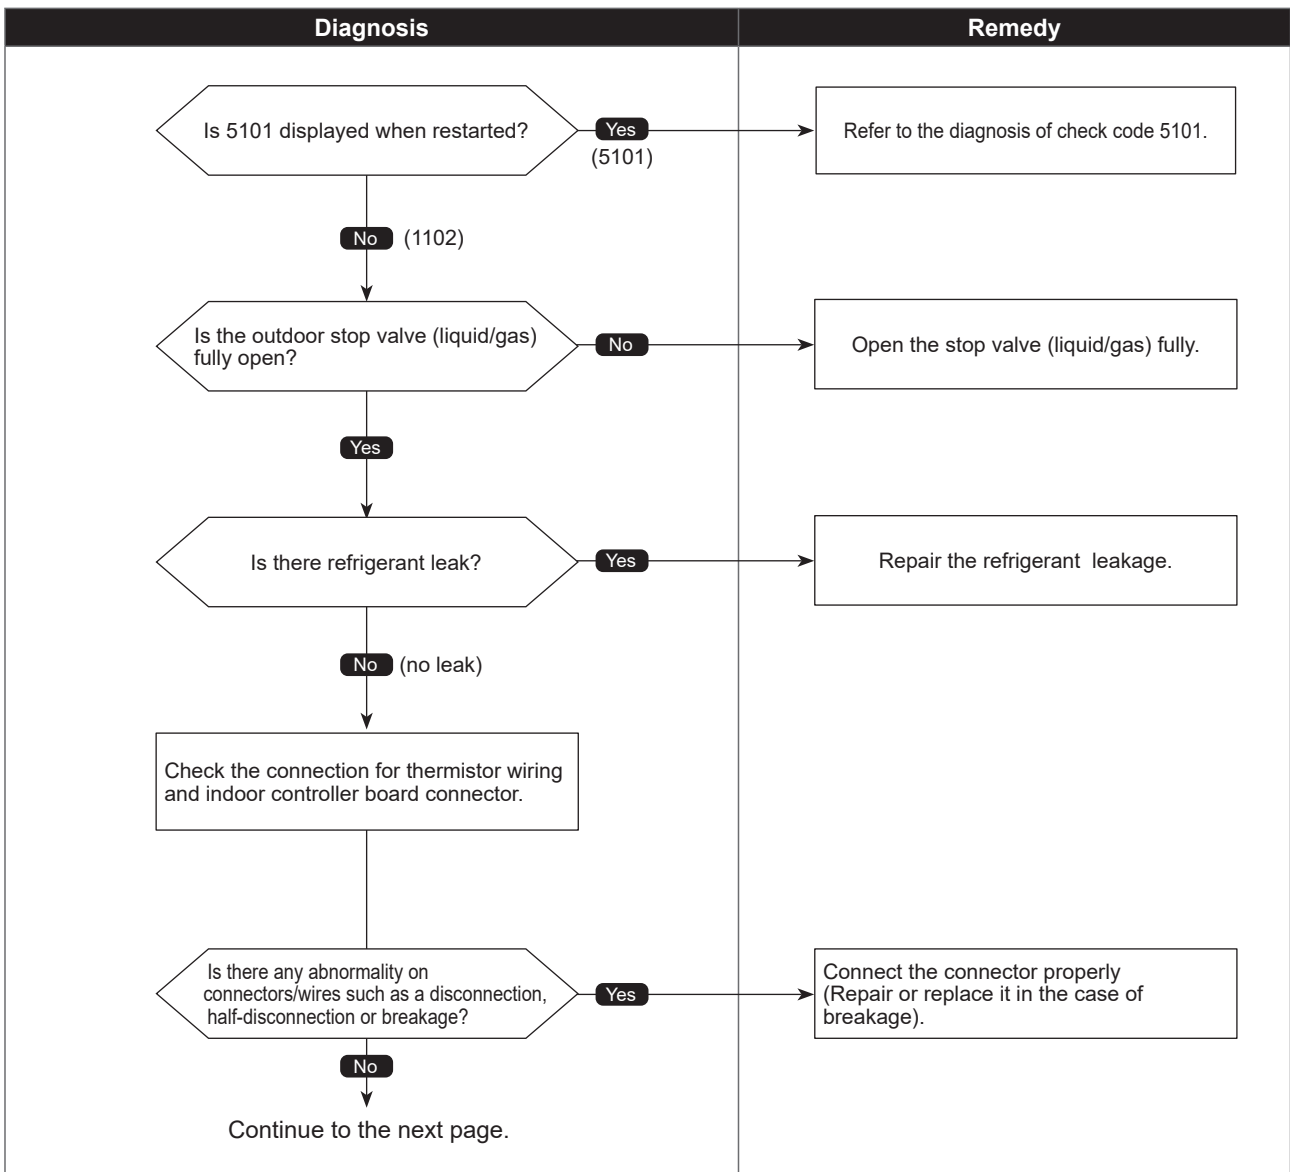 Diagnosis
Remedy
Is 5101 displayed when restarted?
Yes
(5101)
Refer to the diagnosis of check code 5101.
No (1102)
Is the outdoor stop valve (liquid/gas)
fully open?
No
Open the stop valve (liquid/gas) fully.
Yes
Is there refrigerant leak?
Yes
Repair the refrigerant leakage.
No (no leak)
Check the connection for thermistor wiring
and indoor controller board connector.
Is there any abnormality on
connectors/wires such as a disconnection,
half-disconnection or breakage?
Yes
Connect the connector properly
(Repair or replace it in the case of
breakage).
No
Continue to the next page.